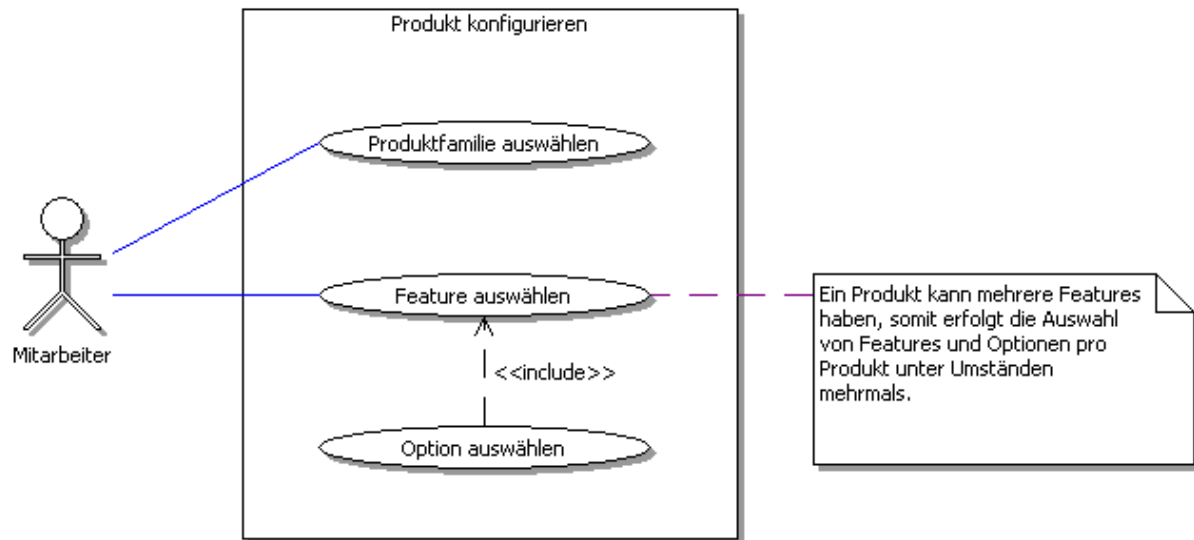 Produkt konfigurieren
Produktfamilie auswählen
Feature auswählen
Ein Produkt kann mehrere Features
haben, somit erfolgt die Auswahl
von Features und Optionen pro
Produkt unter Umständen
mehrmals.
Mitarbeiter
<<include>>
Option auswählen